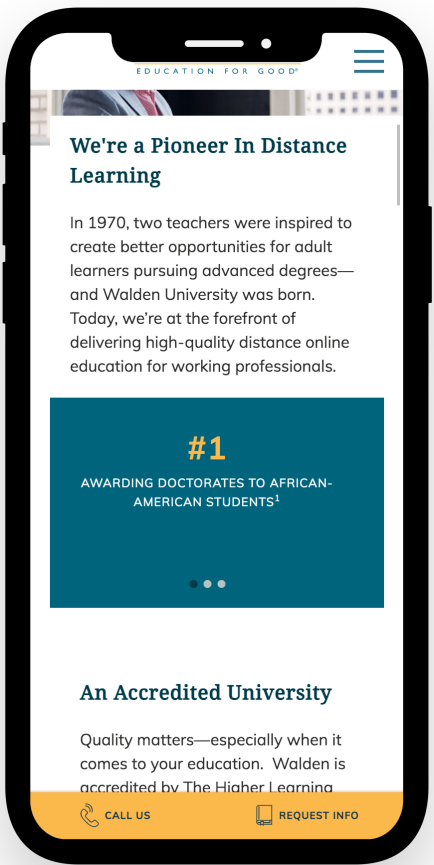 EDUCATION FOR GOOD®
We're a Pioneer In Distance
Learning
In 1970, two teachers were inspired to
create better opportunities for adult
learners pursuing advanced degrees—
and Walden University was born.
Today, we’re at the forefront of
delivering high-quality distance online
education for working professionals.
#1
AWARDING DOCTORATES TO AFRICAN-
AMERICAN STUDENTS¹
An Accredited University
Quality matters—especially when it
comes to your education.  Walden is
accredited by The Higher Learning
CALL US
REQUEST INFO